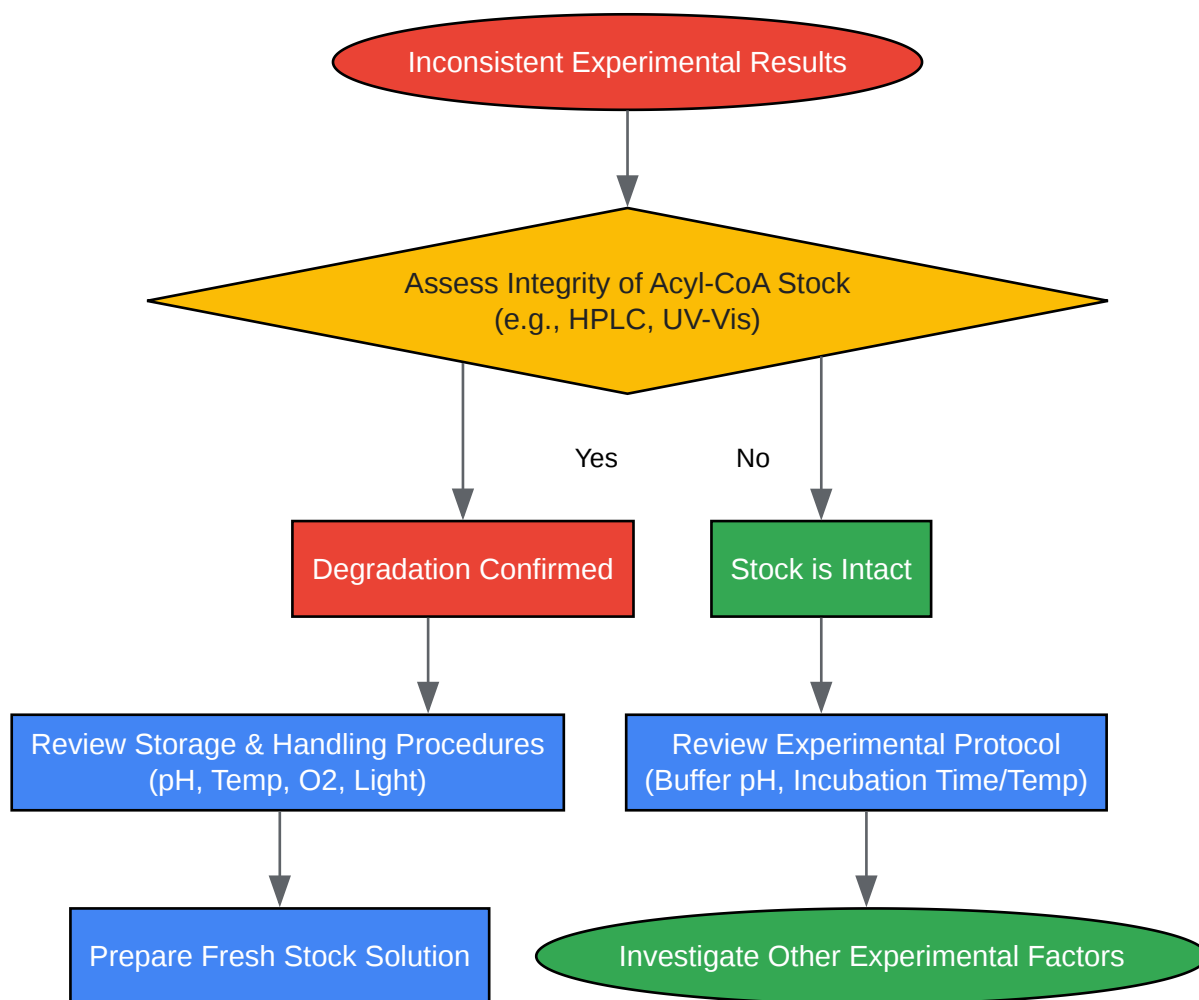 Inconsistent Experimental Results
Assess Integrity of Acyl-CoA Stock
(e.g., HPLC, UV-Vis)
Yes
No
Degradation Confirmed
Stock is Intact
Review Storage & Handling Procedures
(pH, Temp, O2, Light)
Review Experimental Protocol
(Buffer pH, Incubation Time/Temp)
Prepare Fresh Stock Solution
Investigate Other Experimental Factors